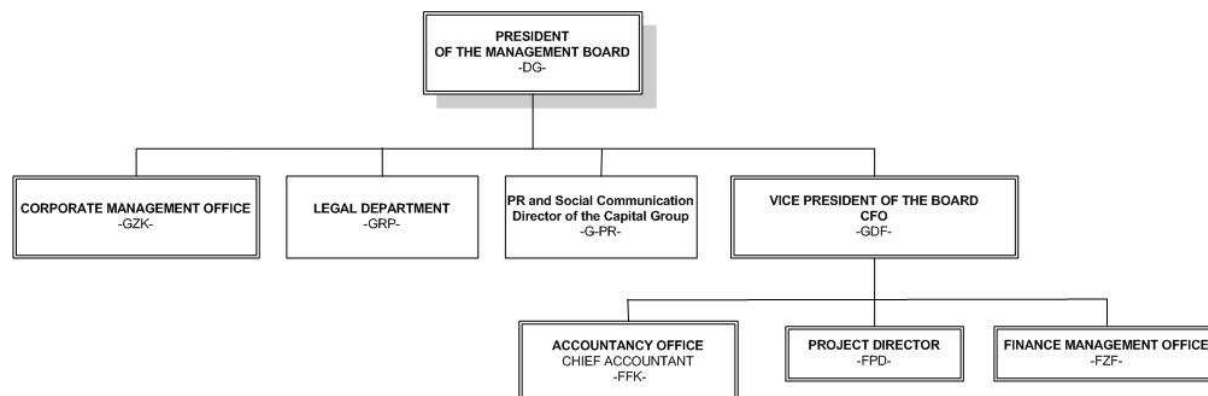 PRESIDENT
OF THE MANAGEMENT BOARD
-DG-
CORPORATE MANAGEMENT OFFICE
-GZK-
LEGAL DEPARTMENT
-GRP-
PR and Social Communication
Director of the Capital Group
-G-PR-
VICE PRESIDENT OF THE BOARD
CFO
-GDF-
ACCOUNTANCY OFFICE
CHIEF ACCOUNTANT
-FFK-
PROJECT DIRECTOR
-FPD-
FINANCE MANAGEMENT OFFICE
-FZF-